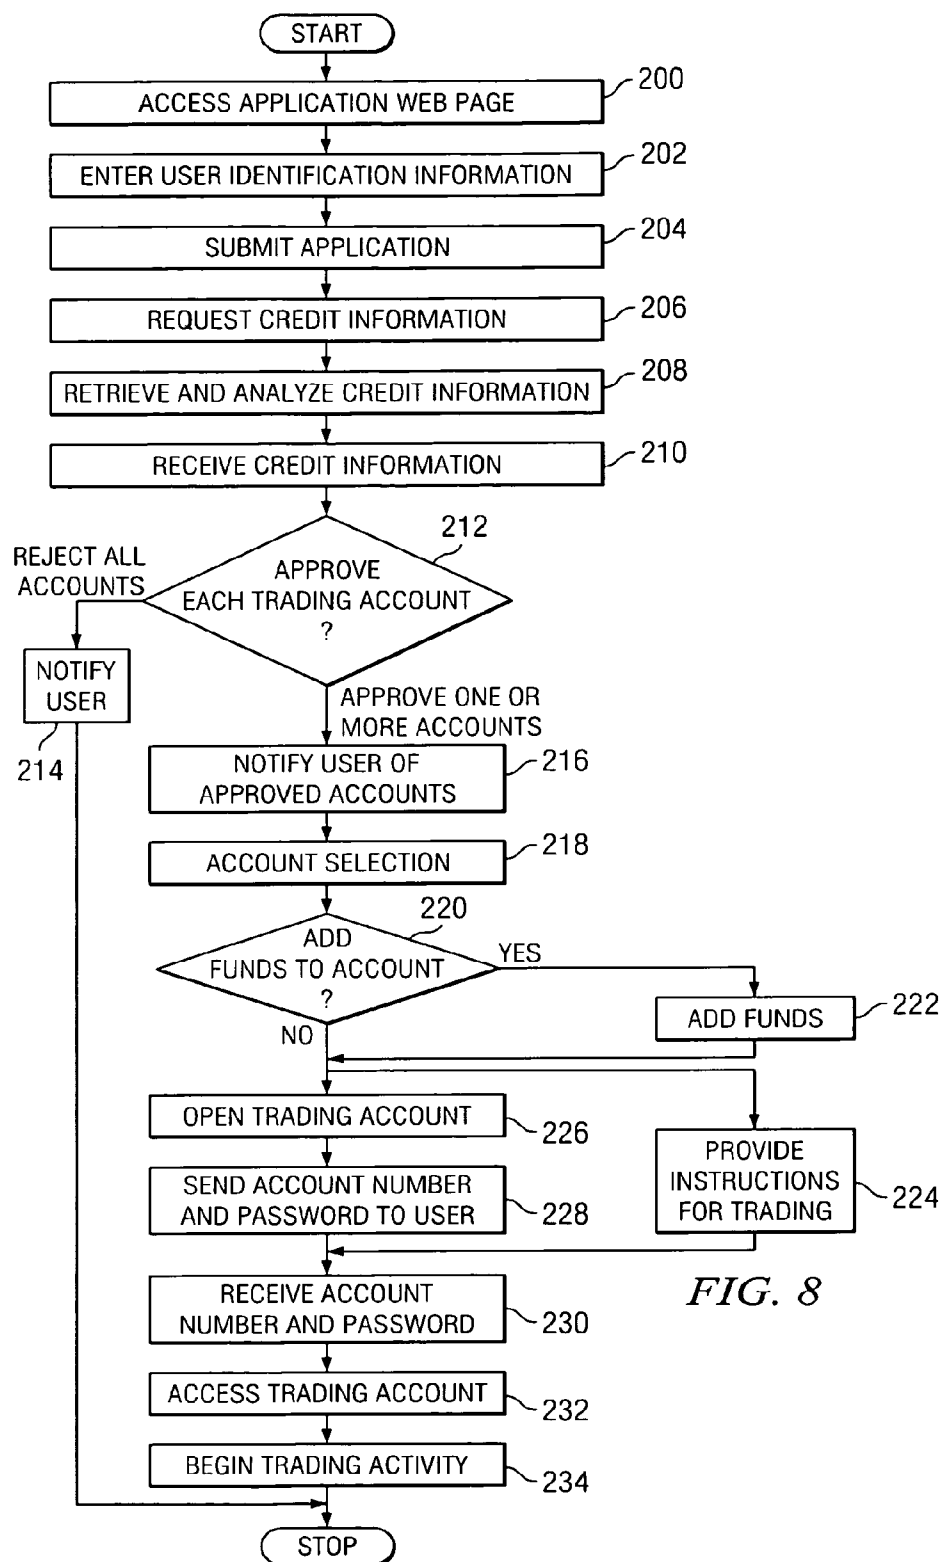 START
ACCESS APPLICATION WEB PAGE
200
ENTER USER IDENTIFICATION INFORMATION
202
SUBMIT APPLICATION
204
REQUEST CREDIT INFORMATION
206
RETRIEVE AND ANALYZE CREDIT INFORMATION
208
RECEIVE CREDIT INFORMATION
210
212
REJECT ALL
ACCOUNTS
APPROVE
EACH TRADING ACCOUNT
?
NOTIFY
USER
214
APPROVE ONE OR
MORE ACCOUNTS
NOTIFY USER OF
APPROVED ACCOUNTS
216
ACCOUNT SELECTION
218
220
ADD
FUNDS TO ACCOUNT
?
YES
NO
ADD FUNDS
222
OPEN TRADING ACCOUNT
226
PROVIDE
INSTRUCTIONS
FOR TRADING
224
SEND ACCOUNT NUMBER
AND PASSWORD TO USER
228
RECEIVE ACCOUNT
NUMBER AND PASSWORD
230
FIG. 8
ACCESS TRADING ACCOUNT
232
BEGIN TRADING ACTIVITY
234
STOP